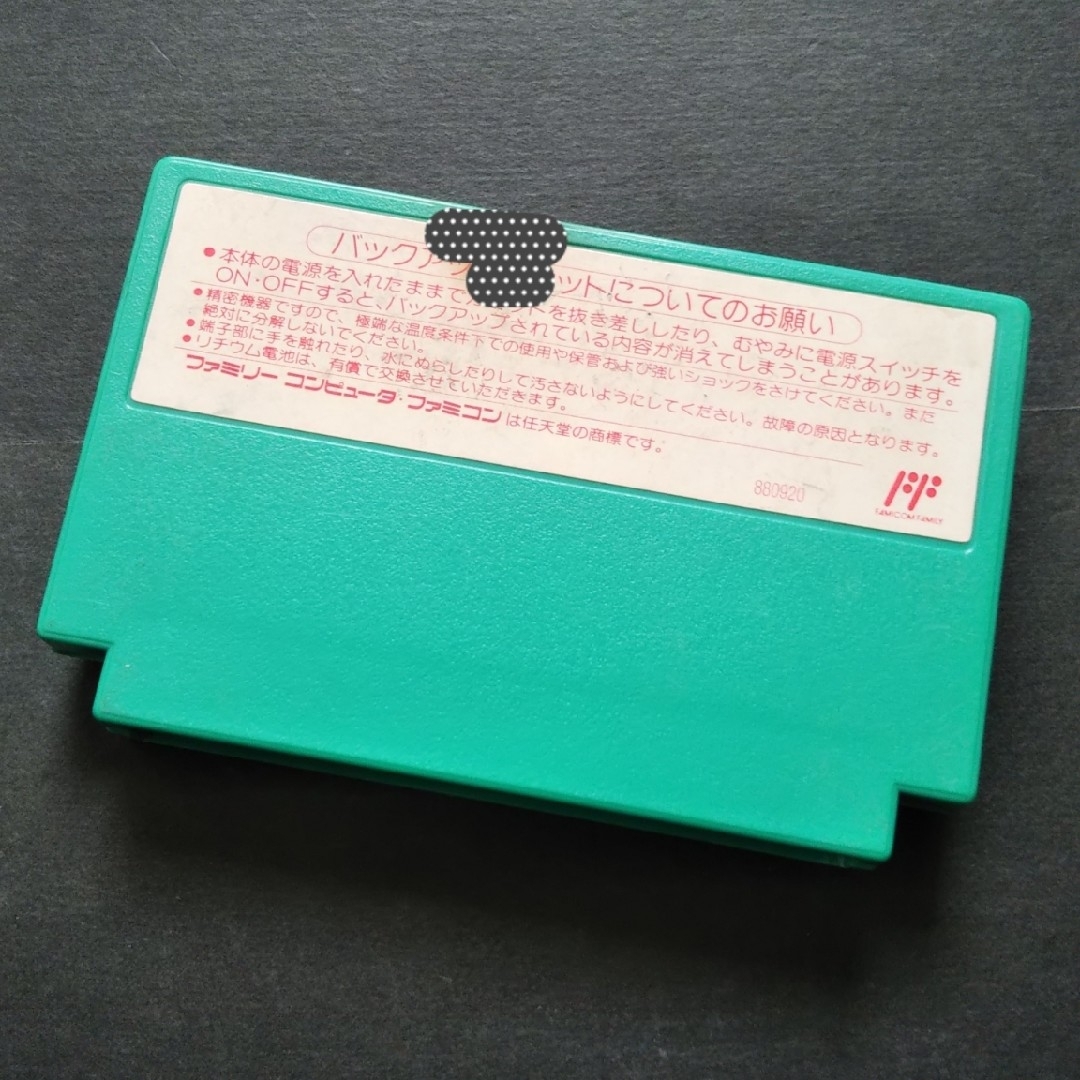 バックア ットについてのお願い
●本体の電源を入れたままで トを抜き差ししたり、むやみに電源スイッチを
ON・OFFすると、バックアップされている内容が消えてしまうことがあります。
●精密機器ですので、極端な温度条件下での使用や保管および強いショックをさけてください。また
絶対に分解しないでください。
●端子部に手を触れたり、水にぬらしたりして汚さないようにしてください。故障の原因となります。
●リチウム電池は、有償で交換させていただきます。
ファミリーコンピュータ・ファミコンは任天堂の商標です。
880920
FAMICOM FAMILY